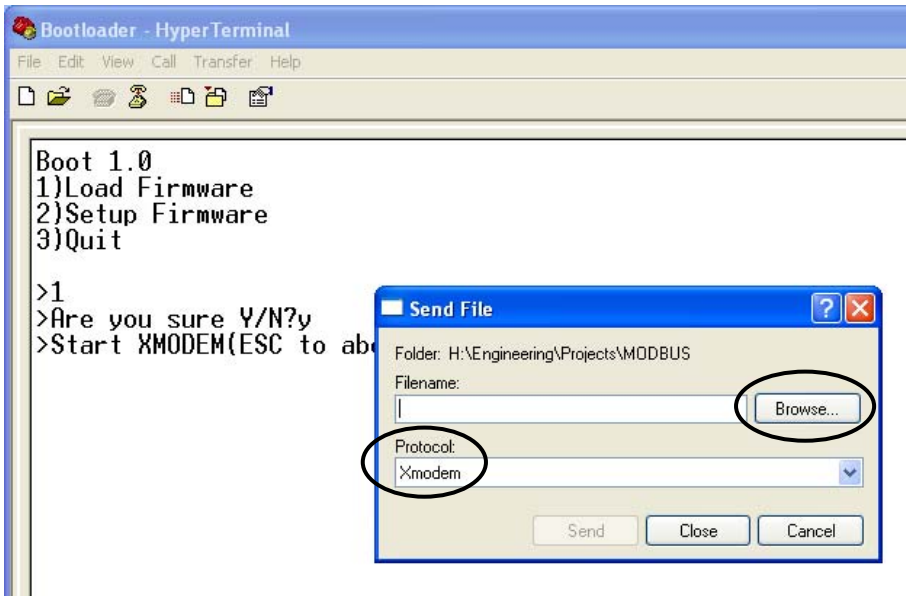 Bootloader - HyperTerminal
File Edit View Call Transfer Help
Boot 1.0
1)Load Firmware
2)Setup Firmware
3)Quit
>1
>Are you sure Y/N?y
>Start XMODEM(ESC to
Send File
Folder: H:\Engineering\Projects\MODBUS
Filename:
Browse...
Protocol:
Xmodem
Send Close Cancel